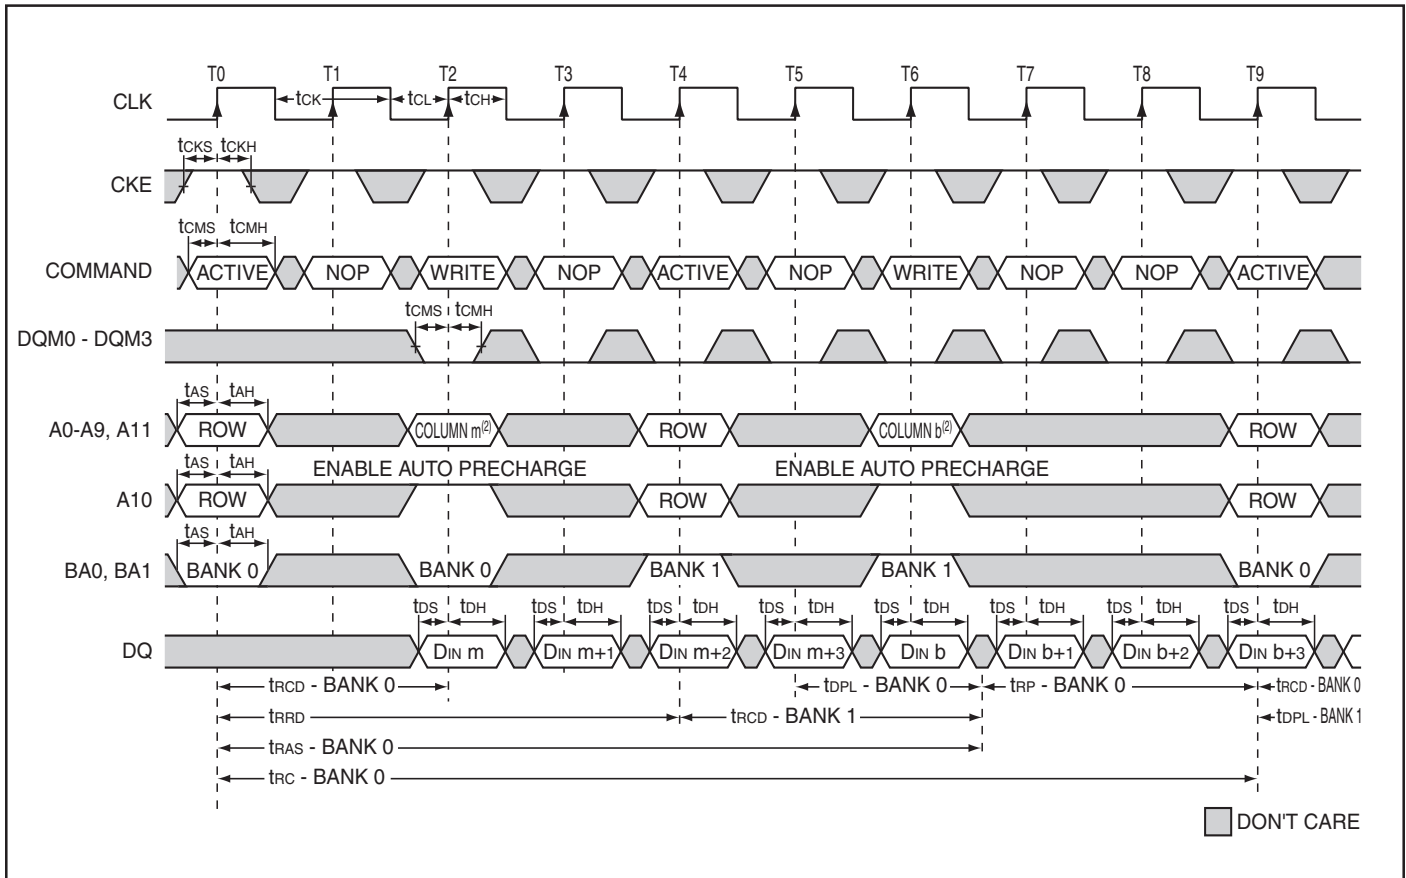 T0 T1 T2 T3 T4 T5 T6 T7 T8 T9
CLK tCK tCL tCH
tCKS tCKH
CKE
tCMS tCMH
COMMAND ACTIVE NOP WRITE NOP ACTIVE NOP WRITE NOP NOP ACTIVE
tCMS tCMH
DQM0 - DQM3
tAS tAH
A0-A9, A11 ROW COLUMN m(2) ROW COLUMN b(2) ROW
tAS tAH ENABLE AUTO PRECHARGE ENABLE AUTO PRECHARGE
A10 ROW ROW ROW
tAS tAH
BA0, BA1 BANK 0 BANK 0 BANK 1 BANK 1 BANK 0
tDS tDH tDS tDH tDS tDH tDS tDH tDS tDH tDS tDH tDS tDH tDS tDH
DQ DIN m DIN m+1 DIN m+2 DIN m+3 DIN b DIN b+1 DIN b+2 DIN b+3
tRCD - BANK 0 tDPL - BANK 0 tRP - BANK 0 tRCD - BANK 0
tRRD tRCD - BANK 1 tDPL - BANK 1
tRAS - BANK 0
tRC - BANK 0
DON'T CARE